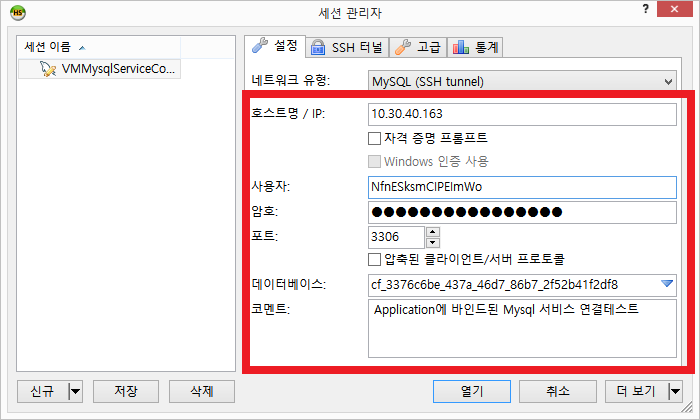 HS
세션 관리자
?
세션 이름
VMMysqlServiceCo...
설정
SSH 터널
고급
통계
네트워크 유형:
MySQL (SSH tunnel)
호스트명 / IP:
10.30.40.163
자격 증명 프롬프트
Windows 인증 사용
사용자:
NfnESksmCIPEImWo
암호:
●●●●●●●●●●●●●●●●
포트:
3306
압축된 클라이언트/서버 프로토콜
데이터베이스:
cf_3376c6be_437a_46d7_86b7_2f52b41f2df8
코멘트:
Application에 바인드된 Mysql 서비스 연결테스트
신규
저장
삭제
열기
취소
더 보기